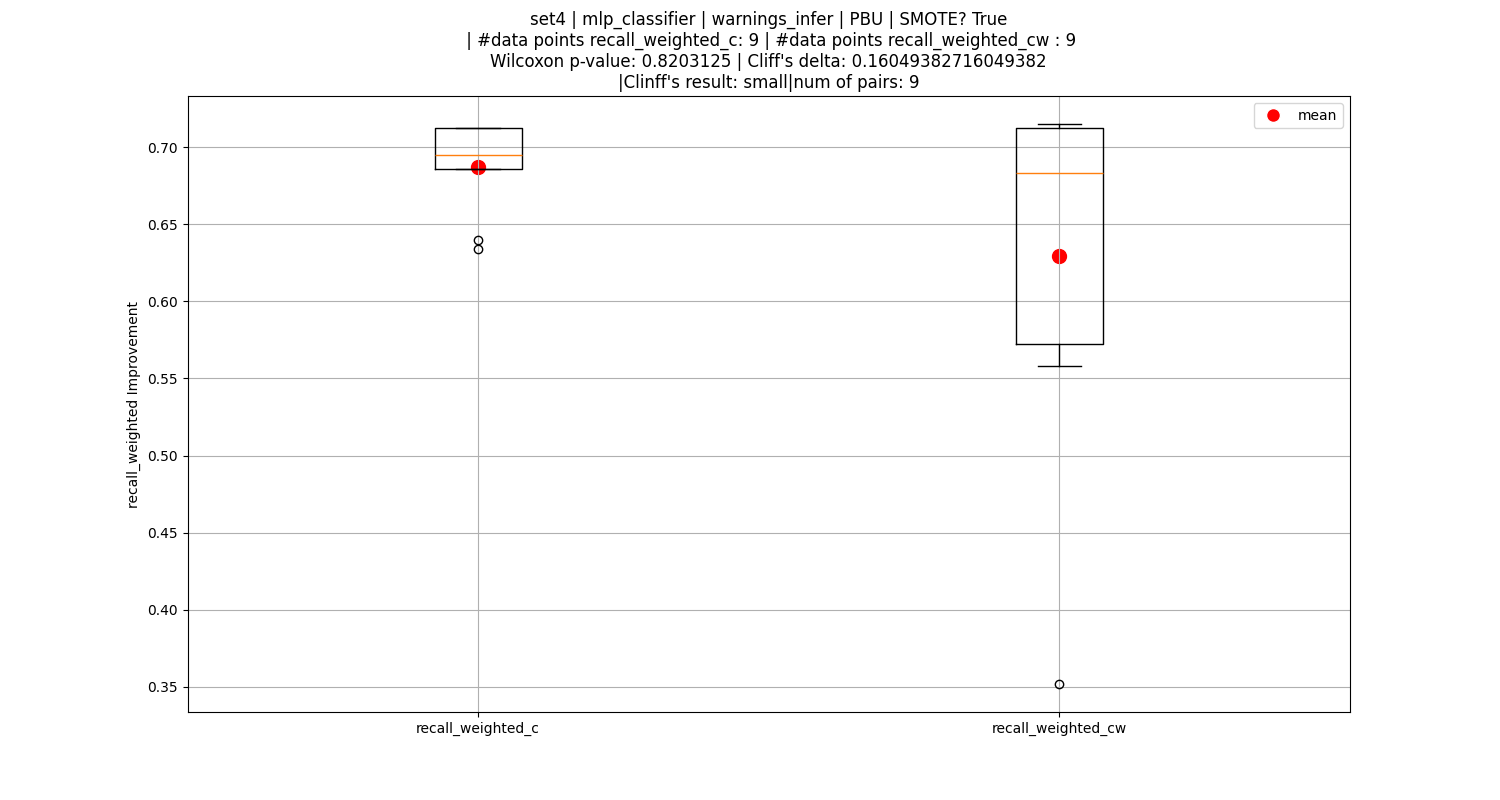 set4 | mlp_classifier | warnings_infer | PBU | SMOTE? True
| #data points recall_weighted_c: 9 | #data points recall_weighted_cw : 9
Wilcoxon p-value: 0.8203125 | Cliff's delta: 0.16049382716049382
|Clinff's result: small|num of pairs: 9
mean
0.70
0.65
0.60
0.55
0.50
0.45
0.40
0.35
recall_weighted Improvement
recall_weighted_c
recall_weighted_cw